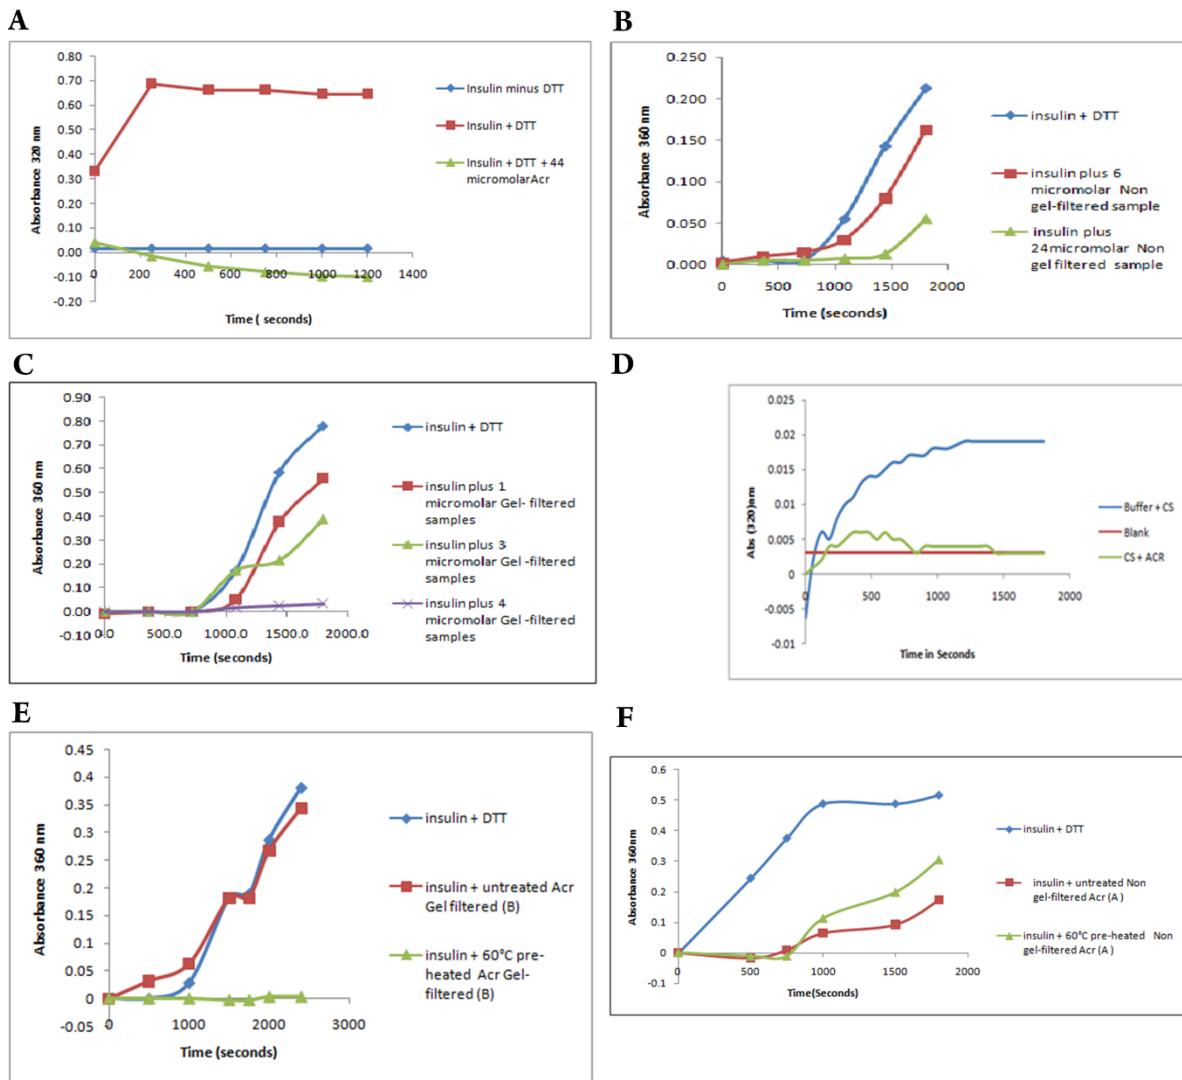 A
0.80
0.70
0.60
0.50
0.40
0.30
0.20
0.10
0.00
-0.10
-0.20
0
200
400
600
800
1000
1200
1400
Absorbance 320 nm
Time ( seconds)
Insulin minus DTT
Insulin + DTT
Insulin + DTT + 44
micromolarAcr
B
0.250
0.200
0.150
0.100
0.050
0.000
0
500
1000
1500
2000
Absorbance 360 nm
Time (seconds)
insulin + DTT
insulin plus 6
micromolar Non
gel-filtered sample
insulin plus
24micromolar Non
gel filtered sample
C
0.90
0.80
0.70
0.60
0.50
0.40
0.30
0.20
0.10
0.00
-0.10
0.0
500.0
1000.0
1500.0
2000.0
Absorbance 360 nm
Time (seconds)
insulin + DTT
insulin plus 1
micromolar Gel- filtered
samples
insulin plus 3
micromolar Gel -filtered
samples
insulin plus 4
micromolar Gel -filtered
samples
D
0.025
0.02
0.015
0.01
0.005
0
-0.005
-0.01
0
500
1000
1500
2000
Abs (320)nm
Time in Seconds
Buffer + CS
Blank
CS + ACR
E
0.45
0.4
0.35
0.3
0.25
0.2
0.15
0.1
0.05
0
-0.05
0
1000
2000
3000
Absorbance 360 nm
Time (seconds)
insulin + DTT
insulin + untreated Acr
Gel filtered (B)
insulin + 60°C pre-
heated Acr Gel-
filtered (B)
F
0.6
0.5
0.4
0.3
0.2
0.1
0
-0.1
0
500
1000
1500
2000
Absorbance 360nm
Time(Seconds)
insulin + DTT
insulin + untreated Non
gel-filtered Acr (A )
insulin + 60°C pre-heated Non
gel-filtered Acr (A )